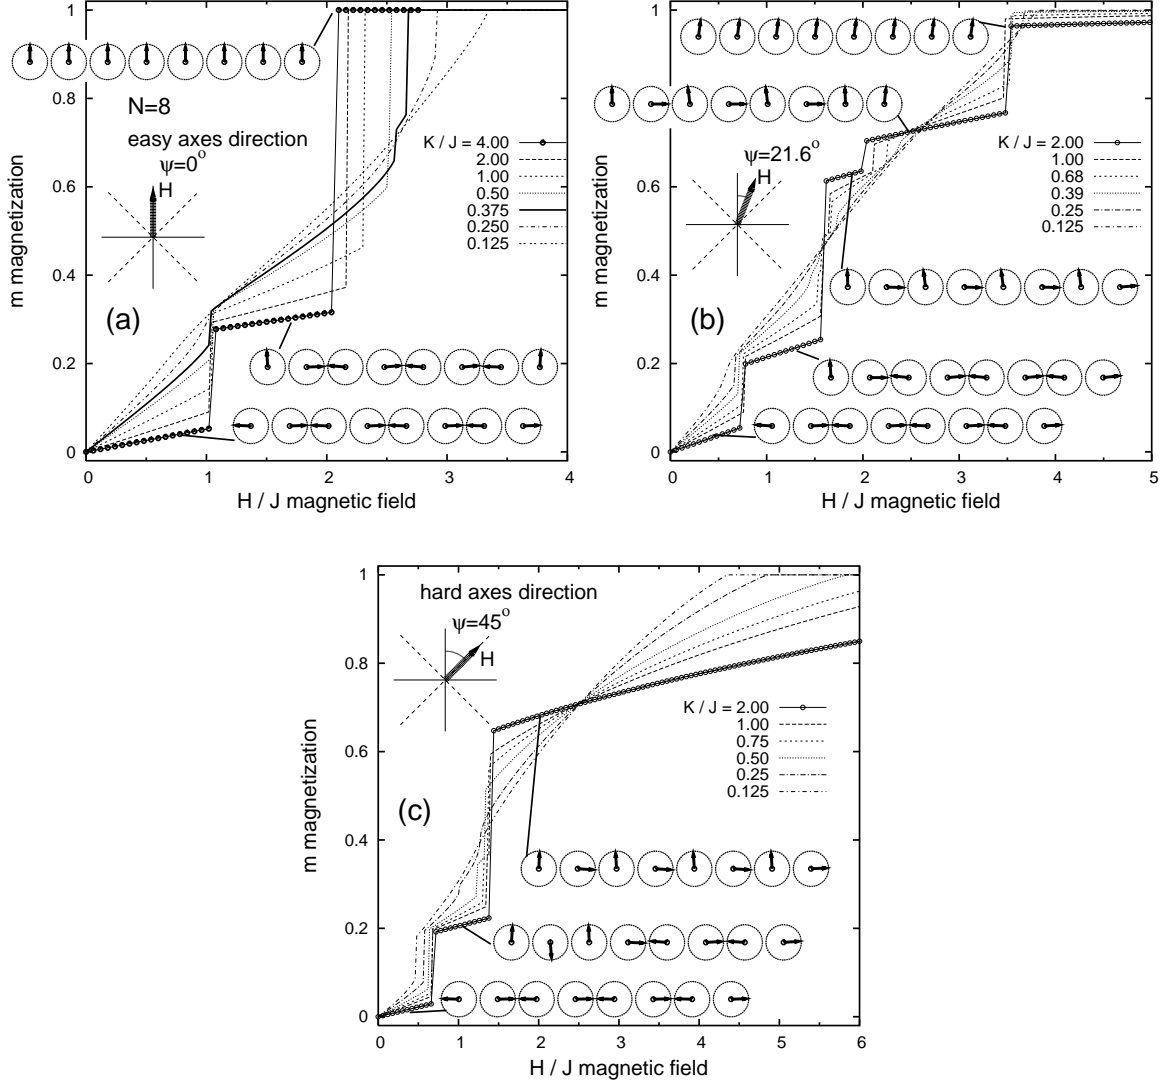 1
0.8
0.6
0.4
0.2
0
0 1 2 3 4
m magnetization
H / J magnetic field
N=8
easy axes direction
ψ=0°
H
(a)
K / J = 4.00
2.00
1.00
0.50
0.375
0.250
0.125
1
0.8
0.6
0.4
0.2
0
0 1 2 3 4 5
m magnetization
H / J magnetic field
ψ=21.6°
H
(b)
K / J = 2.00
1.00
0.68
0.39
0.25
0.125
1
0.8
0.6
0.4
0.2
0
0 1 2 3 4 5 6
m magnetization
H / J magnetic field
hard axes direction
ψ=45°
H
(c)
K / J = 2.00
1.00
0.75
0.50
0.25
0.125